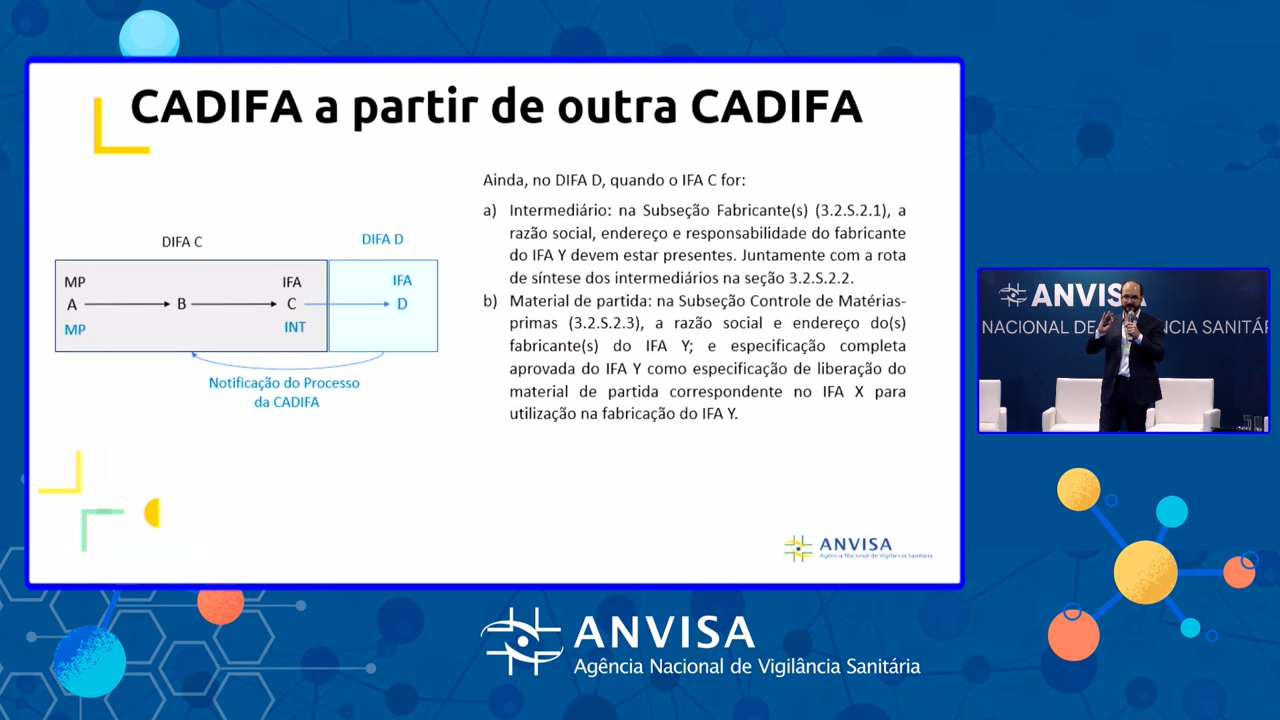 CADIFA a partir de outra CADIFA
Ainda, no DIFA D, quando o IFA C for:
a) Intermediário: na Subseção Fabricante(s) (3.2.S.2.1), a
razão social, endereço e responsabilidade do fabricante
do IFA Y devem estar presentes. Juntamente com a rota
de síntese dos intermediários na seção 3.2.S.2.2.
b) Material de partida: na Subseção Controle de Matérias-
primas (3.2.S.2.3), a razão social e endereço do(s)
fabricante(s) do IFA Y; e especificação completa
aprovada do IFA Y como especificação de liberação do
material de partida correspondente no IFA X para
utilização na fabricação do IFA Y.
DIFA C
DIFA D
MP
IFA
IFA
A
B
C
D
MP
INT
Notificação do Processo
da CADIFA
ANVISA
Agência Nacional de Vigilância Sanitária
ANVISA
NACIONAL DE
NCIA SANITÁR
ANVISA
Agência Nacional de Vigilância Sanitária